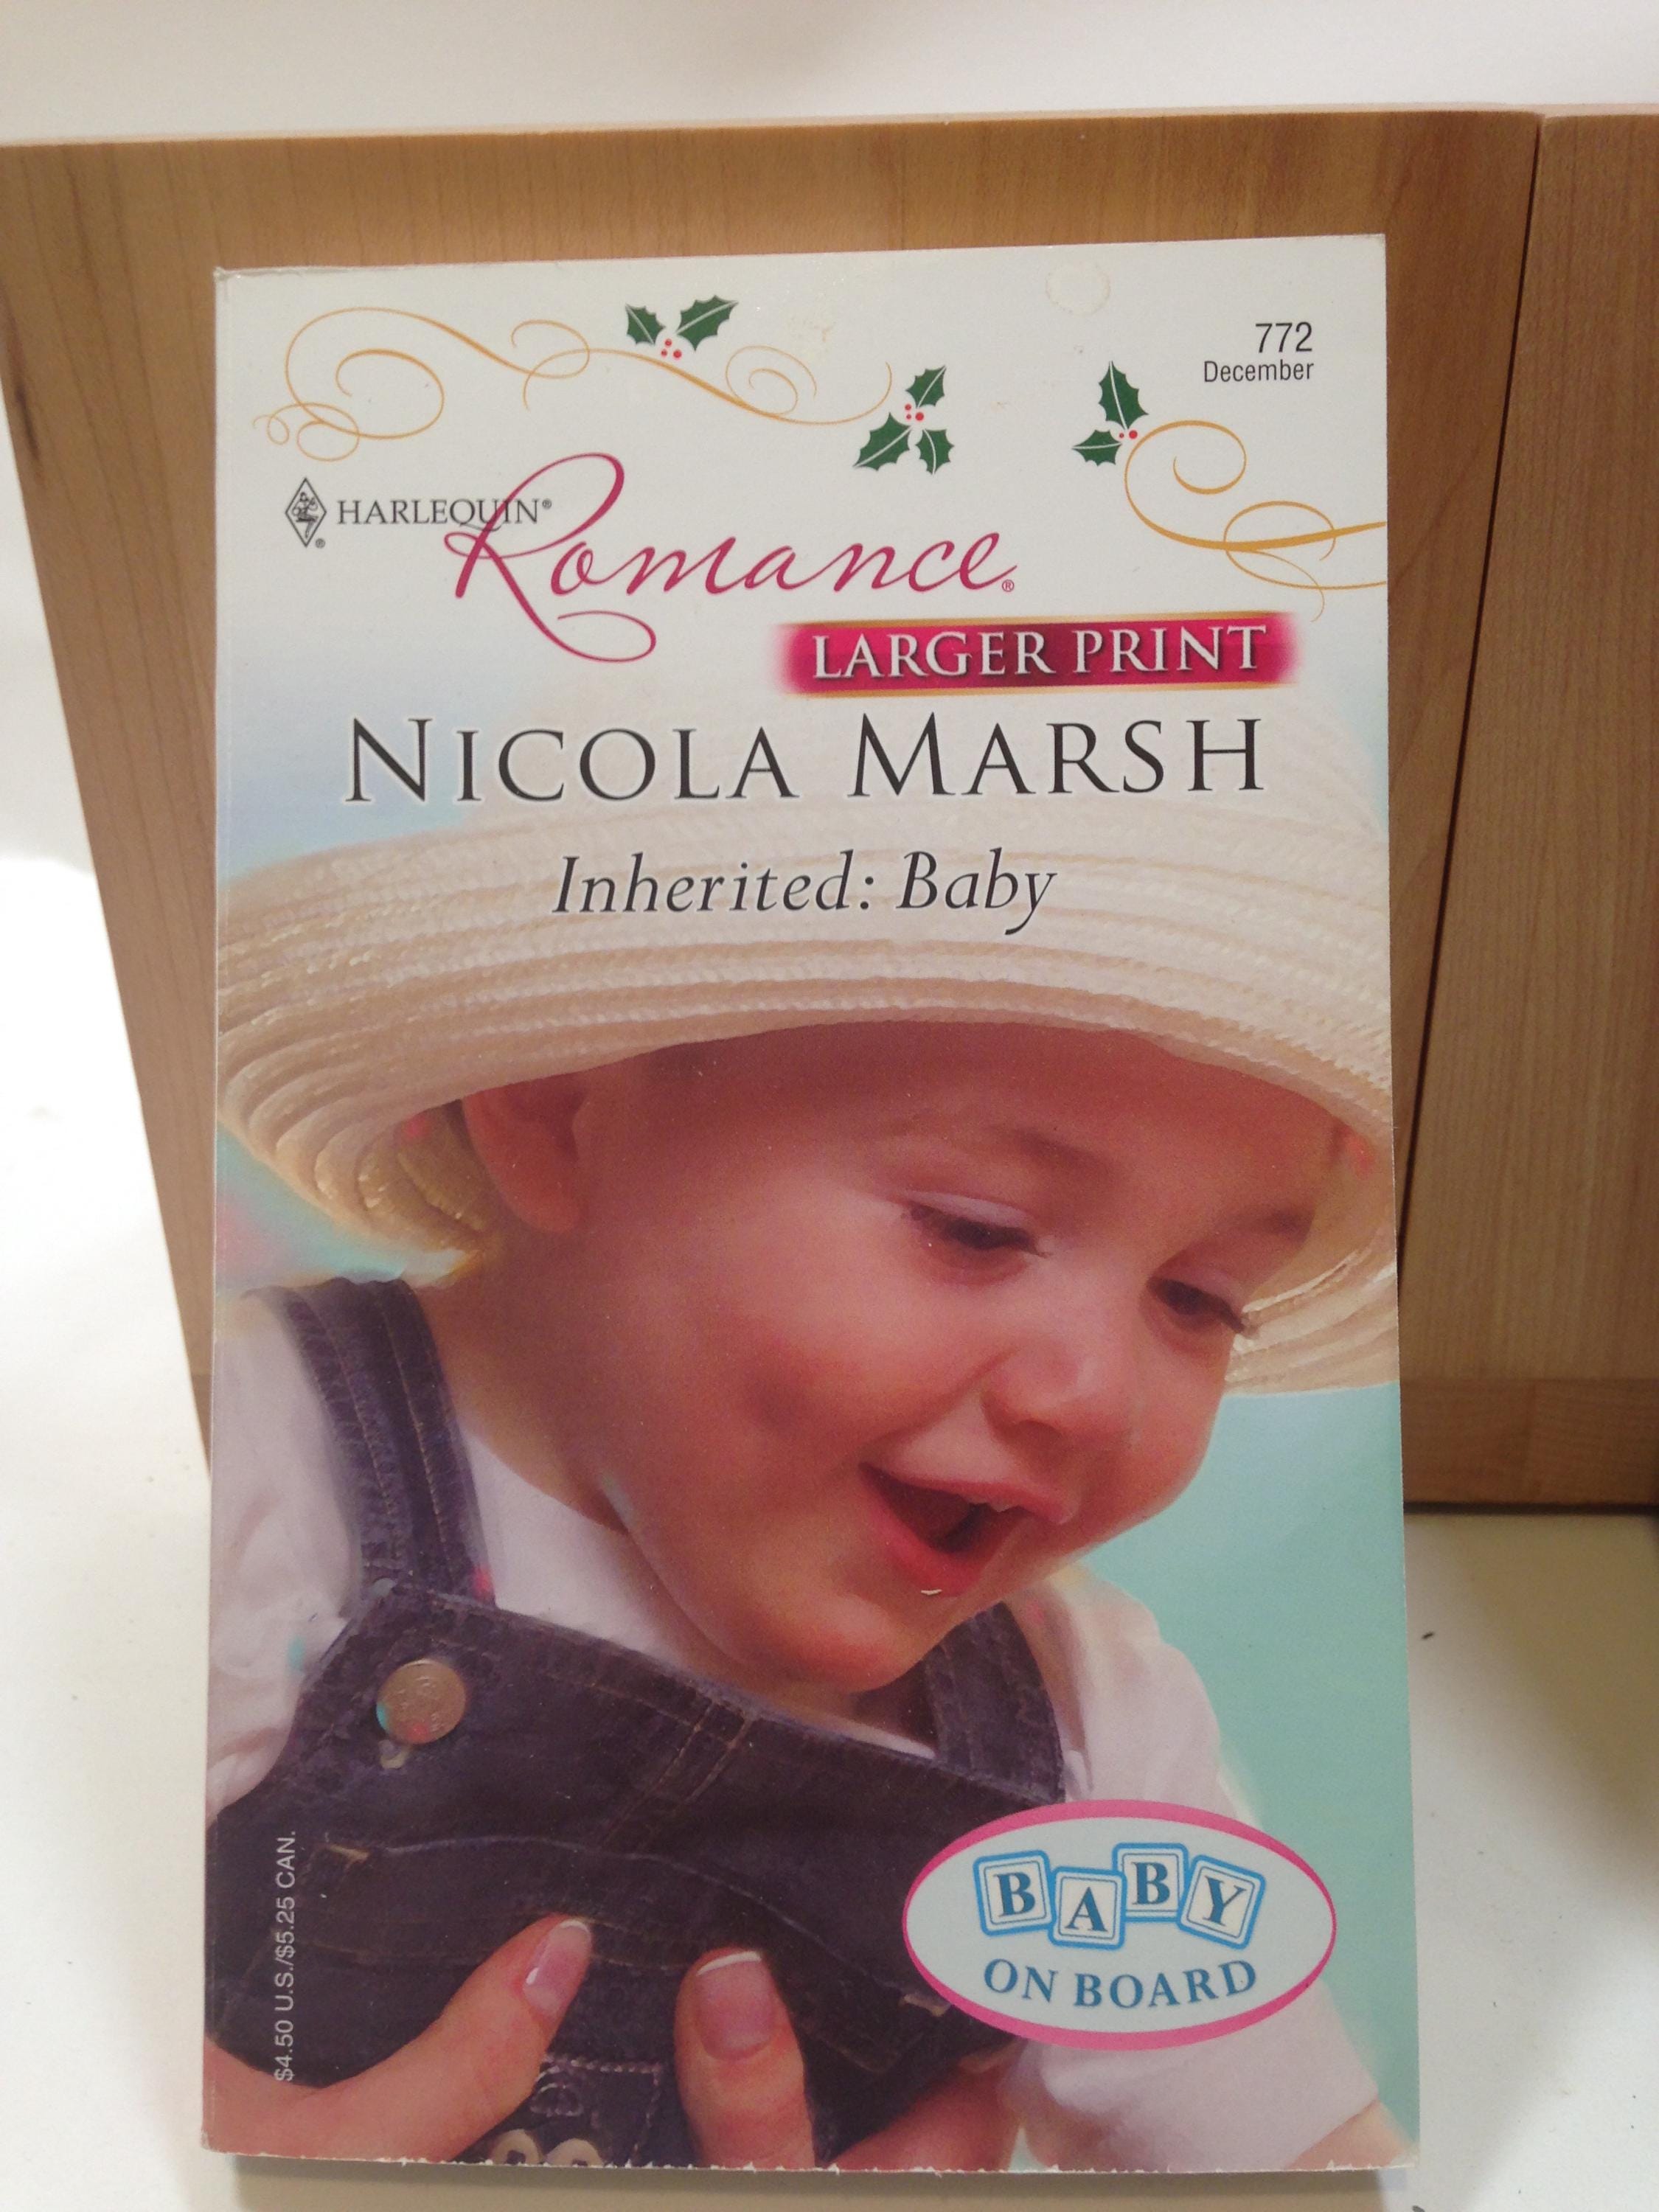 772
December
HARLEQUIN®
Romance®
LARGER PRINT
NICOLA MARSH
Inherited: Baby
BABY
ON BOARD
$4.50 U.S./$5.25 CAN.